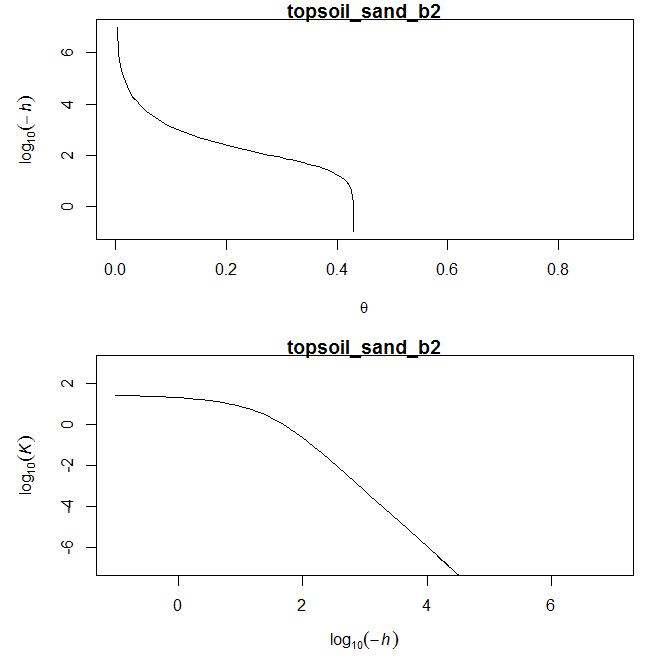 topsoil_sand_b2
6
4
2
0
log₁₀(− h)
0.0 0.2 0.4 0.6 0.8
θ
topsoil_sand_b2
2
0
-2
-4
-6
log₁₀(K)
0 2 4 6
log₁₀(−h)